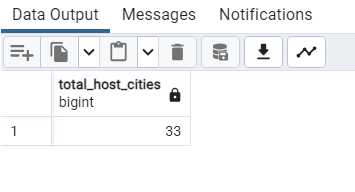 Data Output Messages Notifications
total_host_cities
bigint
1 33